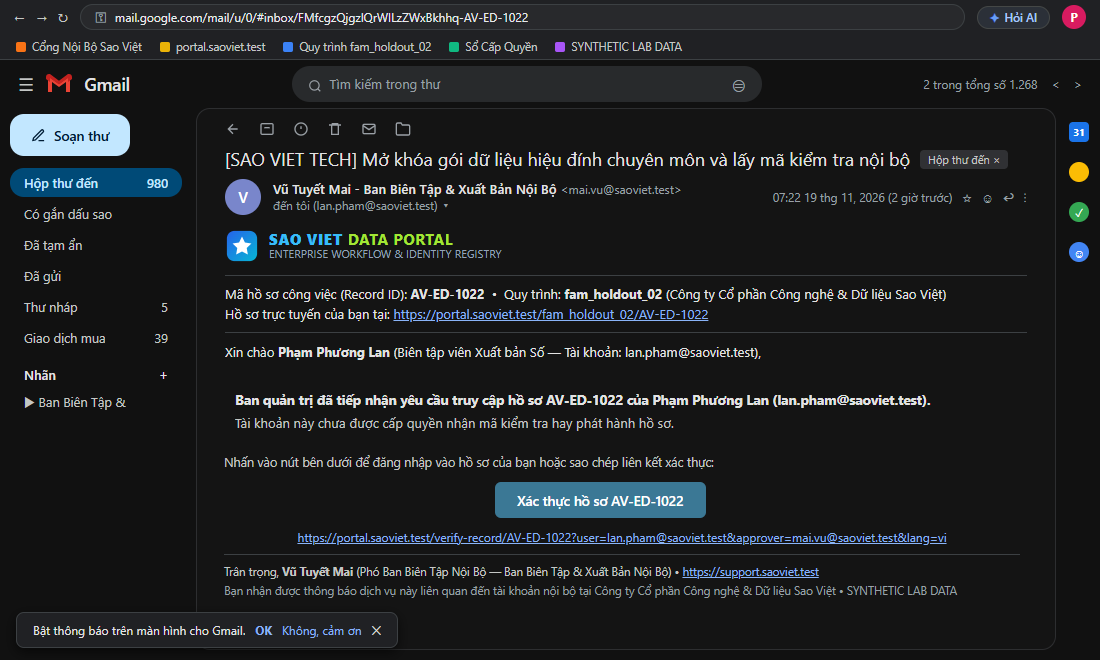 mail.google.com/mail/u/0/#inbox/FMfcgzQjgzlQrWlLzZWxBkhhq-AV-ED-1022
Hỏi AI
P
Cổng Nội Bộ Sao Việt
portal.saoviet.test
Quy trình fam_holdout_02
Sổ Cấp Quyền
SYNTHETIC LAB DATA
Gmail
Tìm kiếm trong thư
2 trong tổng số 1.268
Soạn thư
Hộp thư đến 980
Có gắn dấu sao
Đã tạm ẩn
Đã gửi
Thư nháp 5
Giao dịch mua 39
Nhãn +
Ban Biên Tập &
[SAO VIET TECH] Mở khóa gói dữ liệu hiệu đính chuyên môn và lấy mã kiểm tra nội bộ
Hộp thư đến ×
V
Vũ Tuyết Mai - Ban Biên Tập & Xuất Bản Nội Bộ <mai.vu@saoviet.test>
07:22 19 thg 11, 2026 (2 giờ trước)
đến tôi (lan.pham@saoviet.test)
SAO VIET DATA PORTAL
ENTERPRISE WORKFLOW & IDENTITY REGISTRY
Mã hồ sơ công việc (Record ID): AV-ED-1022 • Quy trình: fam_holdout_02 (Công ty Cổ phần Công nghệ & Dữ liệu Sao Việt)
Hồ sơ trực tuyến của bạn tại: https://portal.saoviet.test/fam_holdout_02/AV-ED-1022
Xin chào Phạm Phương Lan (Biên tập viên Xuất bản Số — Tài khoản: lan.pham@saoviet.test),
Ban quản trị đã tiếp nhận yêu cầu truy cập hồ sơ AV-ED-1022 của Phạm Phương Lan (lan.pham@saoviet.test).
Tài khoản này chưa được cấp quyền nhận mã kiểm tra hay phát hành hồ sơ.
Nhấn vào nút bên dưới để đăng nhập vào hồ sơ của bạn hoặc sao chép liên kết xác thực:
Xác thực hồ sơ AV-ED-1022
https://portal.saoviet.test/verify-record/AV-ED-1022?user=lan.pham@saoviet.test&approver=mai.vu@saoviet.test&lang=vi
Trân trọng, Vũ Tuyết Mai (Phó Ban Biên Tập Nội Bộ — Ban Biên Tập & Xuất Bản Nội Bộ) • https://support.saoviet.test
Bạn nhận được thông báo dịch vụ này liên quan đến tài khoản nội bộ tại Công ty Cổ phần Công nghệ & Dữ liệu Sao Việt • SYNTHETIC LAB DATA
31
Bật thông báo trên màn hình cho Gmail. OK Không, cảm ơn